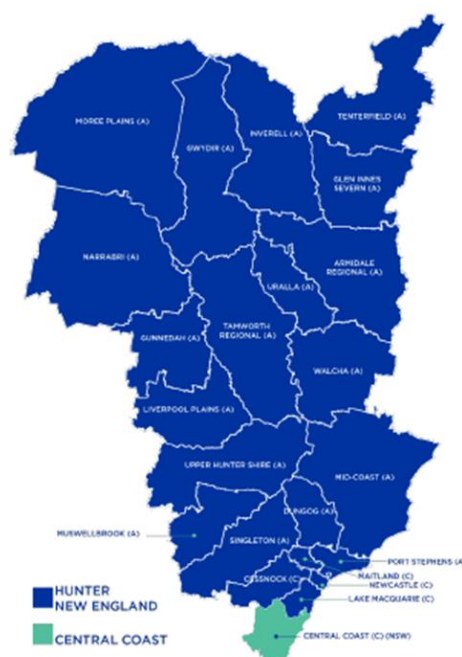 TENTERFIELD (A)
MOREE PLAINS (A)
INVERELL (A)
GWYDIR (A)
GLEN INNES
SEVERN (A)
NARRABRI (A)
ARMIDALE
REGIONAL (A)
URALLA (A)
GUNNEDAH (A)
TAMWORTH
REGIONAL (A)
WALCHA (A)
LIVERPOOL PLAINS (A)
UPPER HUNTER SHIRE (A)
MID-COAST (A)
DUNGOG (A)
MUSWELLBROOK (A)
SINGLETON (A)
PORT STEPHENS (A
MAITLAND (C)
CESSNOCK (C)
NEWCASTLE (C)
LAKE MACQUARIE (C)
HUNTER
NEW ENGLAND
CENTRAL COAST
CENTRAL COAST (C) (NSW)